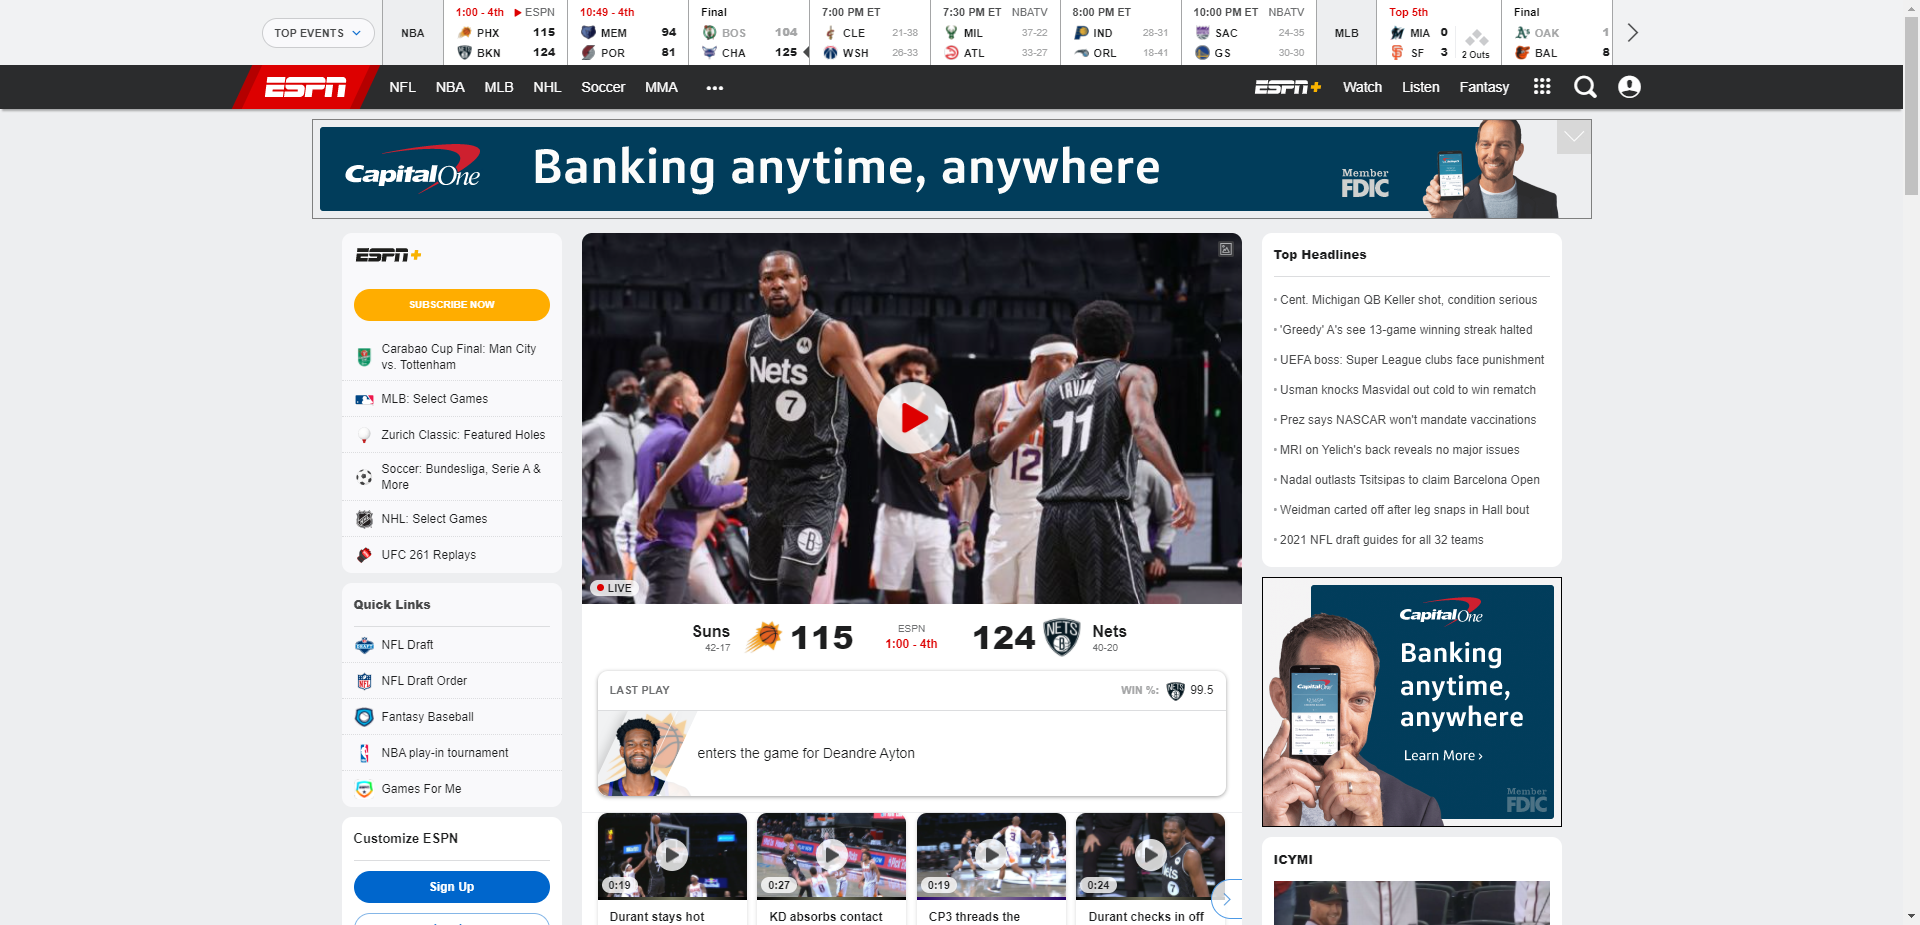 TOP EVENTS
NBA
1:00 - 4th ESPN
PHX 115
BKN 124
10:49 - 4th
MEM 94
POR 81
Final
BOS 104
CHA 125
7:00 PM ET
CLE 21-38
WSH 26-33
7:30 PM ET NBATV
MIL 37-22
ATL 33-27
8:00 PM ET
IND 28-31
ORL 18-41
10:00 PM ET NBATV
SAC 24-35
GS 30-30
MLB
Top 5th
MIA 0
SF 3
2 Outs
Final
OAK 1
BAL 8
ESPN
NFL
NBA
MLB
NHL
Soccer
MMA
ESPN+
Watch
Listen
Fantasy
Capital One
Banking anytime, anywhere
Member
FDIC
ESPN+
SUBSCRIBE NOW
Carabao Cup Final: Man City
vs. Tottenham
MLB: Select Games
Zurich Classic: Featured Holes
Soccer: Bundesliga, Serie A &
More
NHL: Select Games
UFC 261 Replays
Quick Links
NFL Draft
NFL Draft Order
Fantasy Baseball
NBA play-in tournament
Games For Me
Customize ESPN
Sign Up
Nets
7
IRVING
11
12
B
LIVE
Suns
42-17
115
ESPN
1:00 - 4th
124
NETS
B
Nets
40-20
LAST PLAY
WIN %: NETS 99.5
enters the game for Deandre Ayton
0:19
Durant stays hot
0:27
KD absorbs contact
0:19
CP3 threads the
0:24
Durant checks in off
Top Headlines
Cent. Michigan QB Keller shot, condition serious
'Greedy' A's see 13-game winning streak halted
UEFA boss: Super League clubs face punishment
Usman knocks Masvidal out cold to win rematch
Prez says NASCAR won't mandate vaccinations
MRI on Yelich's back reveals no major issues
Nadal outlasts Tsitsipas to claim Barcelona Open
Weidman carted off after leg snaps in Hall bout
2021 NFL draft guides for all 32 teams
Capital One
Banking
anytime,
anywhere
Learn More ›
Capital One
Member
FDIC
ICYMI